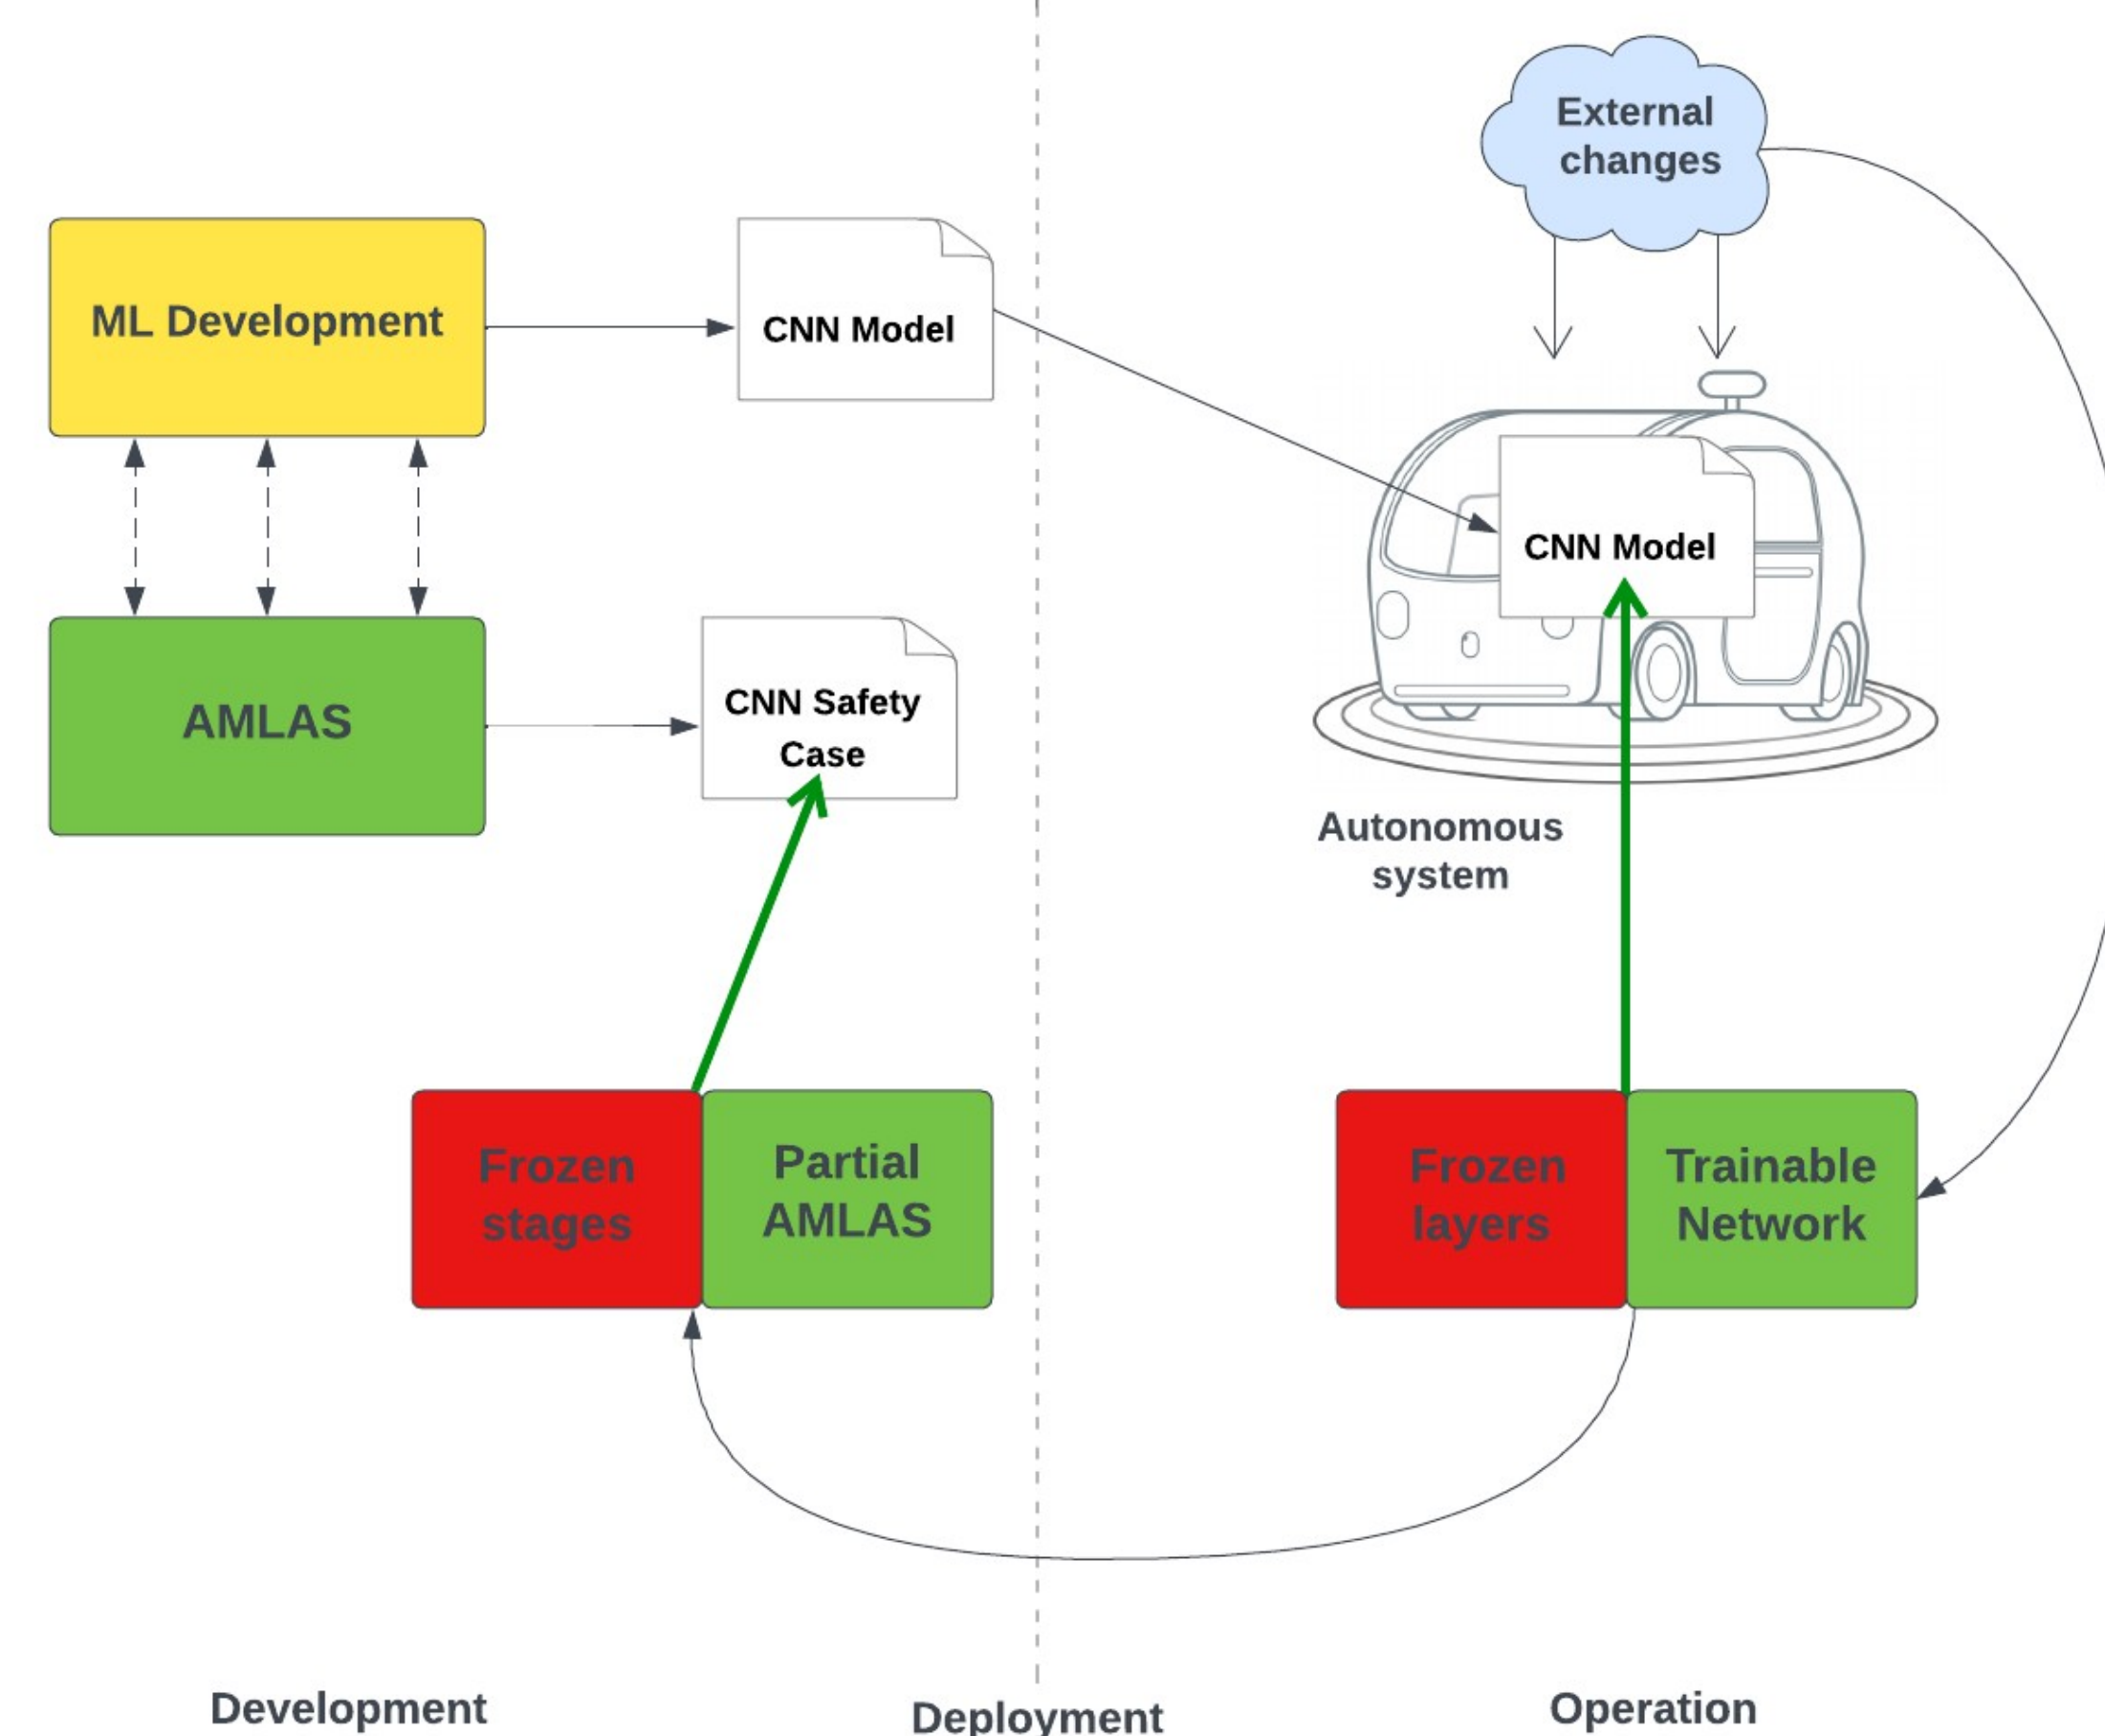 External
changes
ML Development
CNN Model
CNN Model
AMLAS
CNN Safety
Case
Autonomous
system
Frozen
stages
Partial
AMLAS
Frozen
layers
Trainable
Network
Development
Deployment
Operation